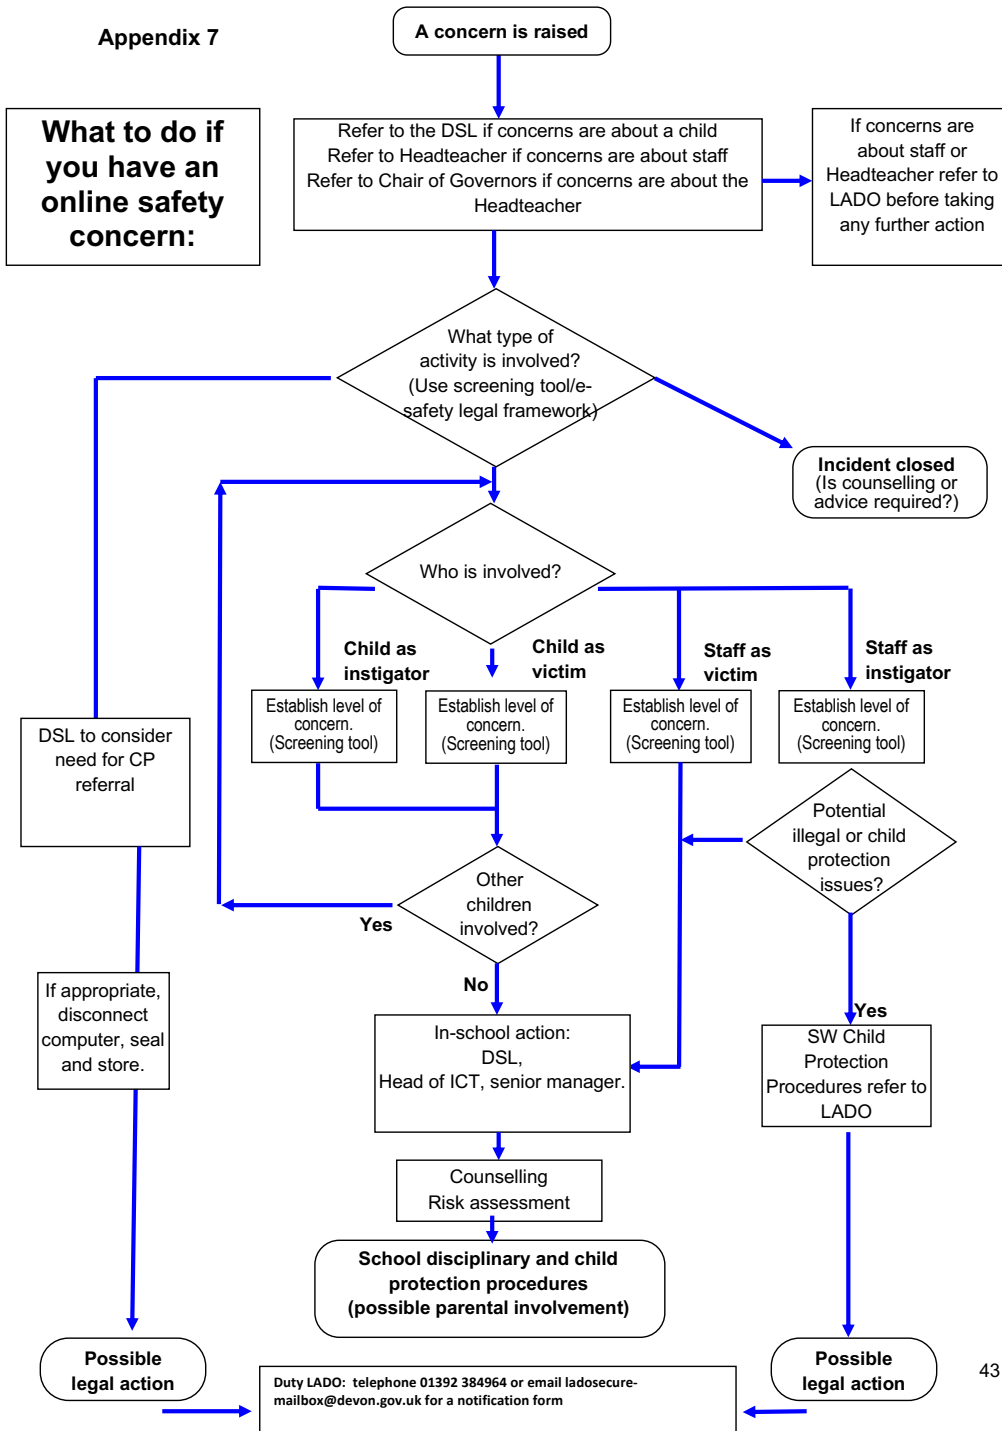 Appendix 7
A concern is raised
What to do if
you have an
online safety
concern:
Refer to the DSL if concerns are about a child
Refer to Headteacher if concerns are about staff
Refer to Chair of Governors if concerns are about the
Headteacher
If concerns are
about staff or
Headteacher refer to
LADO before taking
any further action
What type of
activity is involved?
(Use screening tool/e-
safety legal framework)
Incident closed
(Is counselling or
advice required?)
Who is involved?
Child as
instigator
Child as
victim
Staff as
victim
Staff as
instigator
Establish level of
concern.
(Screening tool)
Establish level of
concern.
(Screening tool)
Establish level of
concern.
(Screening tool)
Establish level of
concern.
(Screening tool)
DSL to consider
need for CP
referral
Potential
illegal or child
protection
issues?
Other
children
involved?
Yes
No
If appropriate,
disconnect
computer, seal
and store.
In-school action:
DSL,
Head of ICT, senior manager.
Yes
SW Child
Protection
Procedures refer to
LADO
Counselling
Risk assessment
School disciplinary and child
protection procedures
(possible parental involvement)
Possible
legal action
Possible
legal action
Duty LADO: telephone 01392 384964 or email ladosecure-
mailbox@devon.gov.uk for a notification form
43